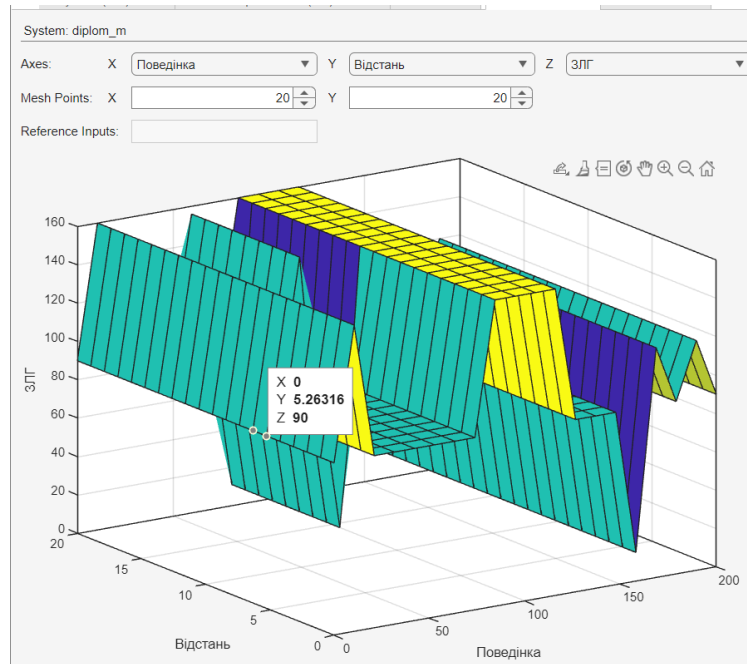 System: diplom_m
Axes: X Поведінка Y Відстань Z ЗЛГ
Mesh Points: X 20 Y 20
Reference Inputs:
160
140
120
100
80
60
40
20
0
ЗЛГ
X 0
Y 5.26316
Z 90
20
15
10
5
0
Відстань
0
50
100
150
200
Поведінка